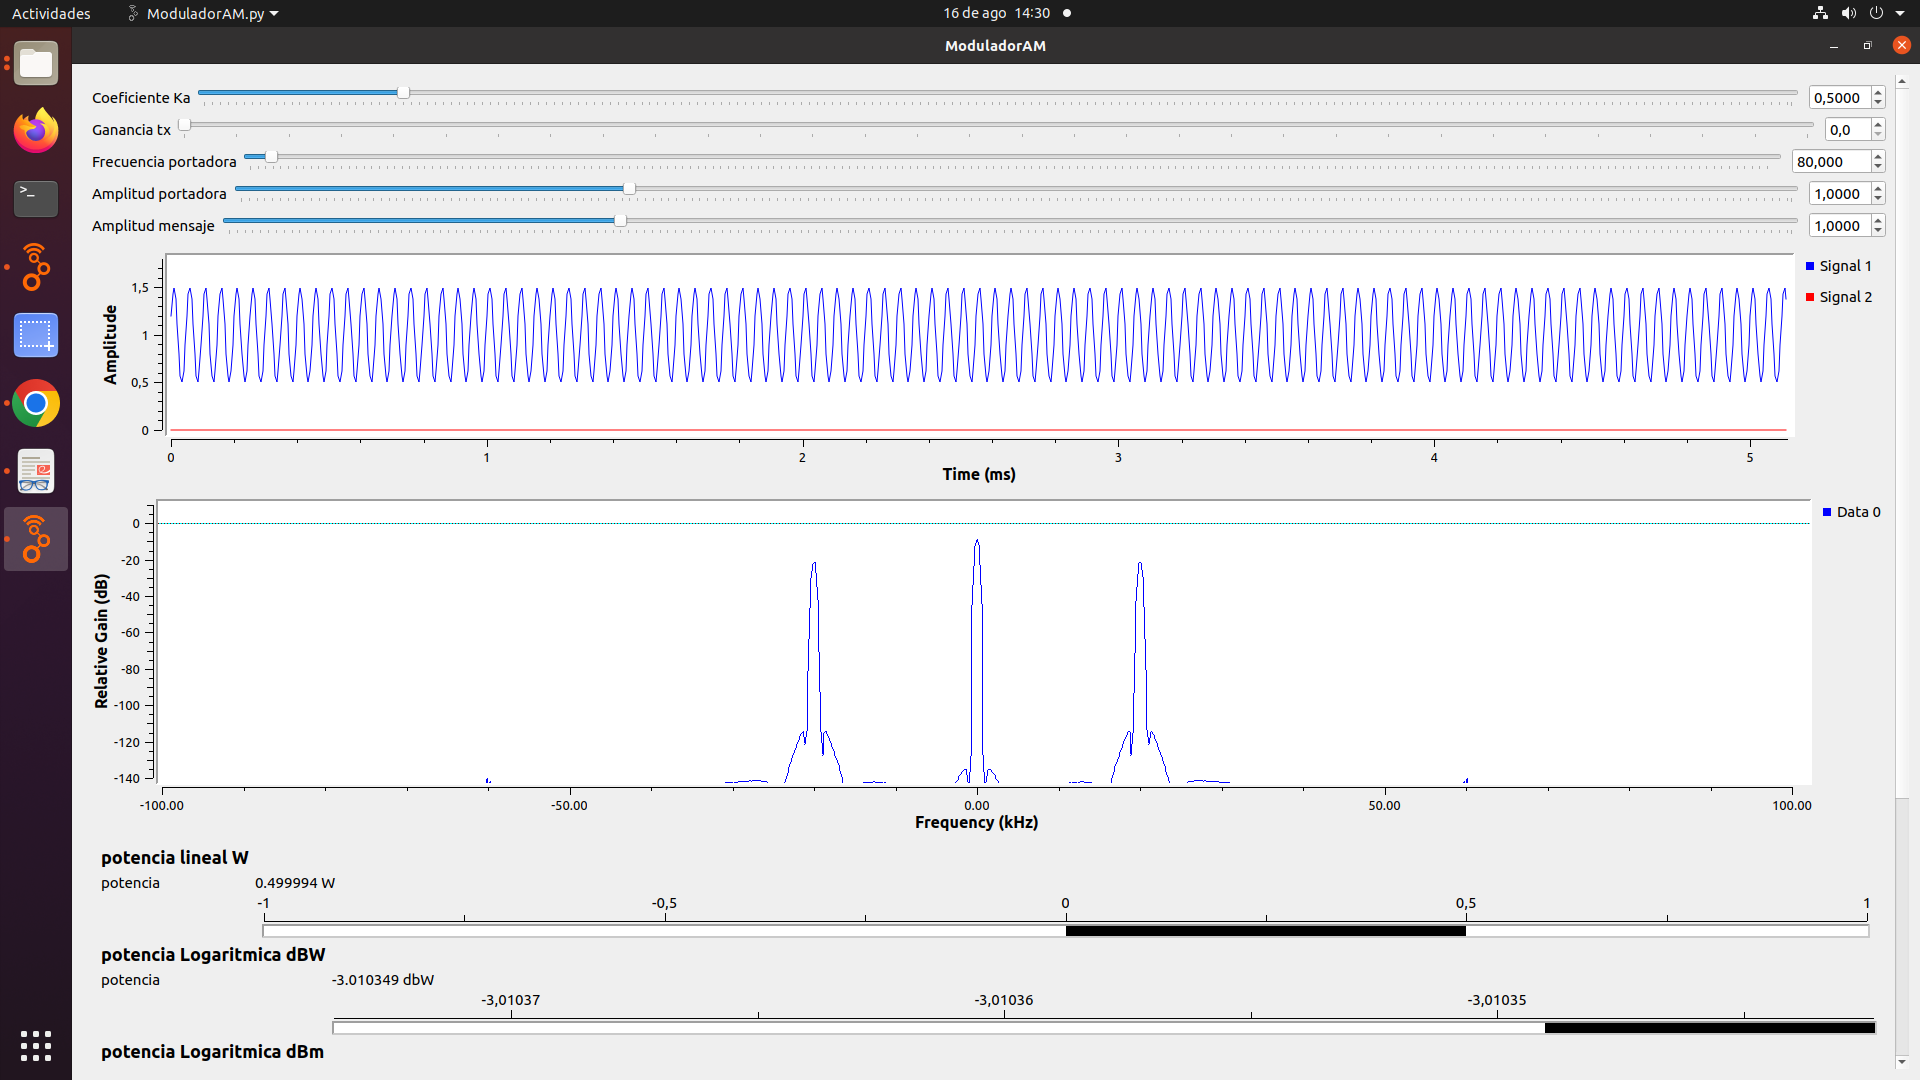 Actividades ModuladorAM.py 16 de ago 14:30
ModuladorAM
Coeficiente Ka 0,5000
Ganancia tx 0,0
Frecuencia portadora 80,000
Amplitud portadora 1,0000
Amplitud mensaje 1,0000
Signal 1
Signal 2
Amplitude
1,5
1
0,5
0
0 1 2 3 4 5
Time (ms)
Data 0
Relative Gain (dB)
0
-20
-40
-60
-80
-100
-120
-140
-100.00 -50.00 0.00 50.00 100.00
Frequency (kHz)
potencia lineal W
potencia 0.499994 W
-1 -0,5 0 0,5 1
potencia Logaritmica dBW
potencia -3.010349 dbW
-3,01037 -3,01036 -3,01035
potencia Logaritmica dBm